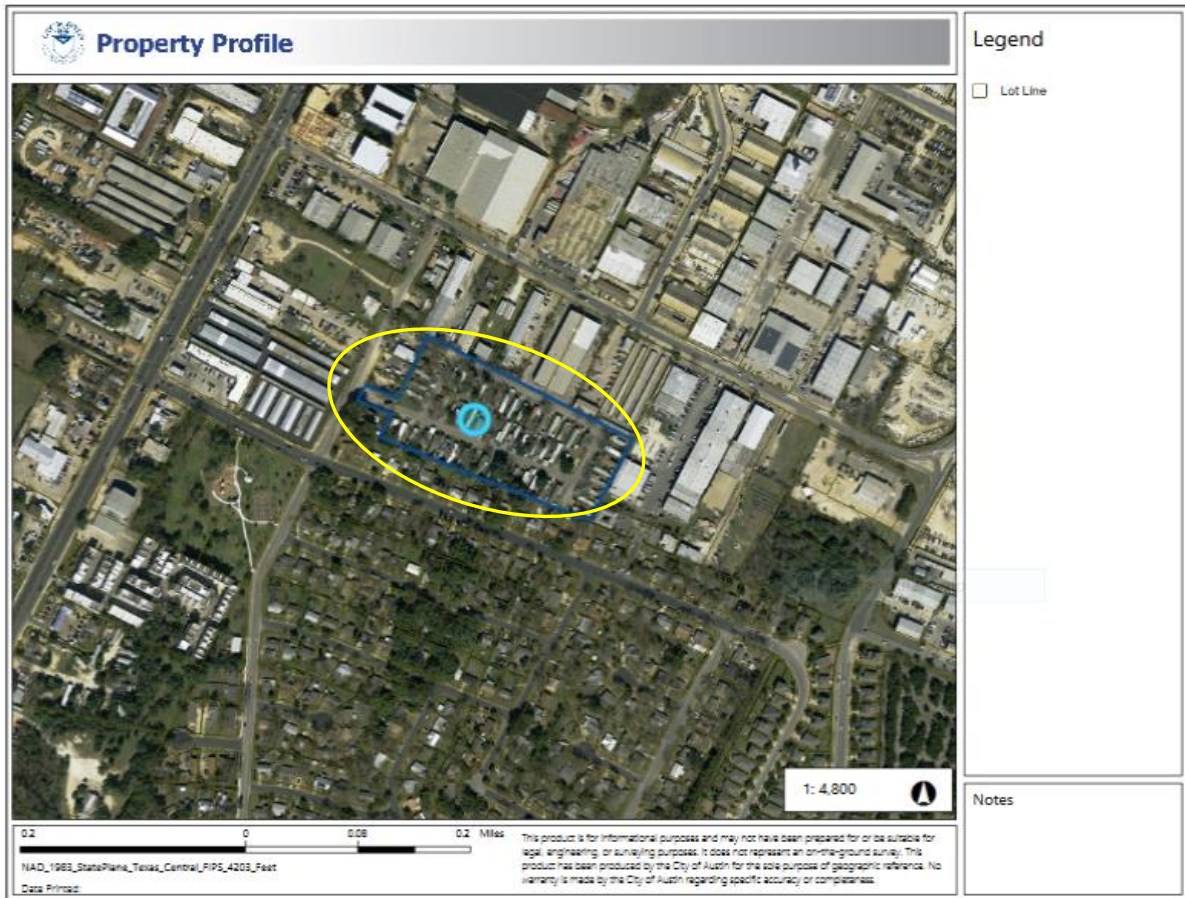 Property Profile
Legend
Lot Line
1: 4,800
Notes
0.2 0 0.08 0.2 Miles
NAD_1983_StatePlane_Texas_Central_FIPS_4203_Feet
Date Printed:
This product is for informational purposes and may not have been prepared for or be suitable for
legal, engineering, or surveying purposes. It does not represent an on-the-ground survey. This
product has been produced by the City of Austin for the sole purpose of geographic reference. No
warranty is made by the City of Austin regarding specific accuracy or completeness.